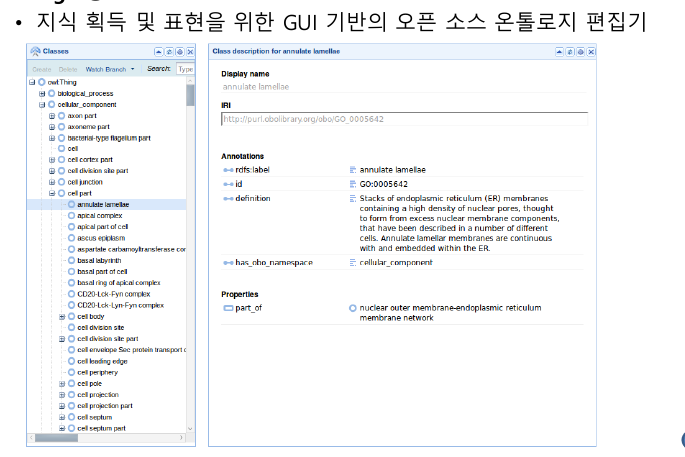 • 지식 획득 및 표현을 위한 GUI 기반의 오픈 소스 온톨로지 편집기
Classes
Create Delete Watch Branch Search: Type
owl:Thing
biological_process
cellular_component
axon part
axoneme part
bacterial-type flagellum part
cell
cell cortex part
cell division site part
cell junction
cell part
annulate lamellae
apical complex
apical part of cell
ascus epiplasm
aspartate carbamoyltransferase cor
basal labyrinth
basal part of cell
basal ring of apical complex
CD20-Lck-Fyn complex
CD20-Lck-Lyn-Fyn complex
cell body
cell division site
cell division site part
cell envelope Sec protein transport c
cell leading edge
cell periphery
cell pole
cell projection
cell projection part
cell septum
cell septum part
Class description for annulate lamellae
Display name
annulate lamellae
IRI
http://purl.obolibrary.org/obo/GO_0005642
Annotations
rdfs:label annulate lamellae
id GO:0005642
definition Stacks of endoplasmic reticulum (ER) membranes
containing a high density of nuclear pores, thought
to form from excess nuclear membrane components,
that have been described in a number of different
cells. Annulate lamellar membranes are continuous
with and embedded within the ER.
has_obo_namespace cellular_component
Properties
part_of nuclear outer membrane-endoplasmic reticulum
membrane network